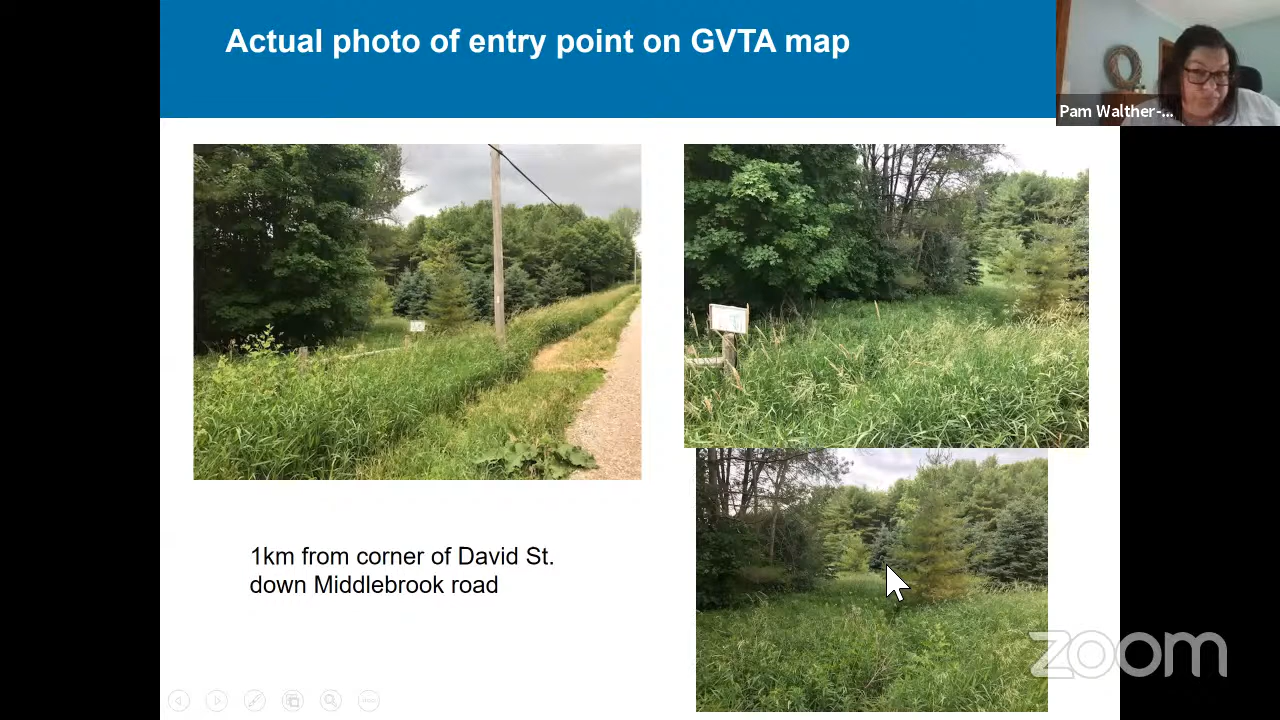 Actual photo of entry point on GVTA map
Pam Walther-...
1km from corner of David St.
down Middlebrook road
zoom